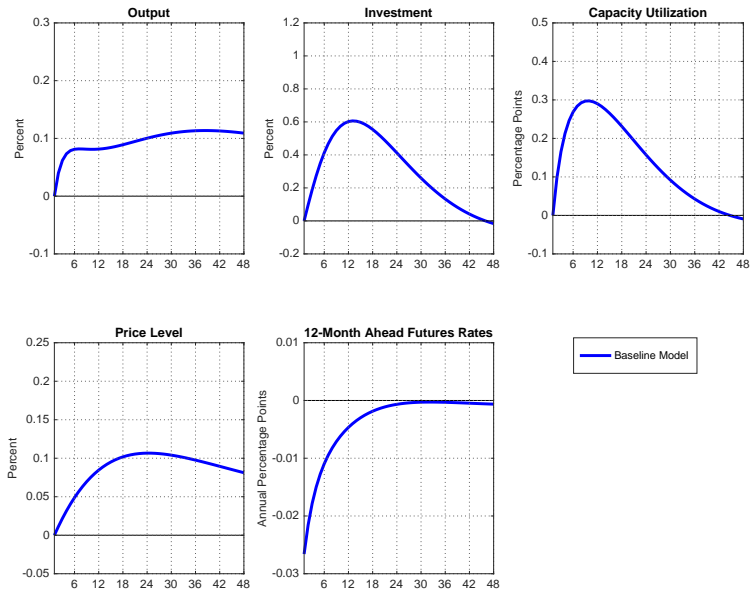 Output
Percent
0.3
0.2
0.1
0
-0.1
6 12 18 24 30 36 42 48
Investment
1.2
1
0.8
0.6
0.4
0.2
0
-0.2
6 12 18 24 30 36 42 48
Capacity Utilization
Percentage Points
0.5
0.4
0.3
0.2
0.1
0
-0.1
6 12 18 24 30 36 42 48
Price Level
Percent
0.25
0.2
0.15
0.1
0.05
0
-0.05
6 12 18 24 30 36 42 48
12-Month Ahead Futures Rates
Annual Percentage Points
0.01
0
-0.01
-0.02
-0.03
6 12 18 24 30 36 42 48
Baseline Model